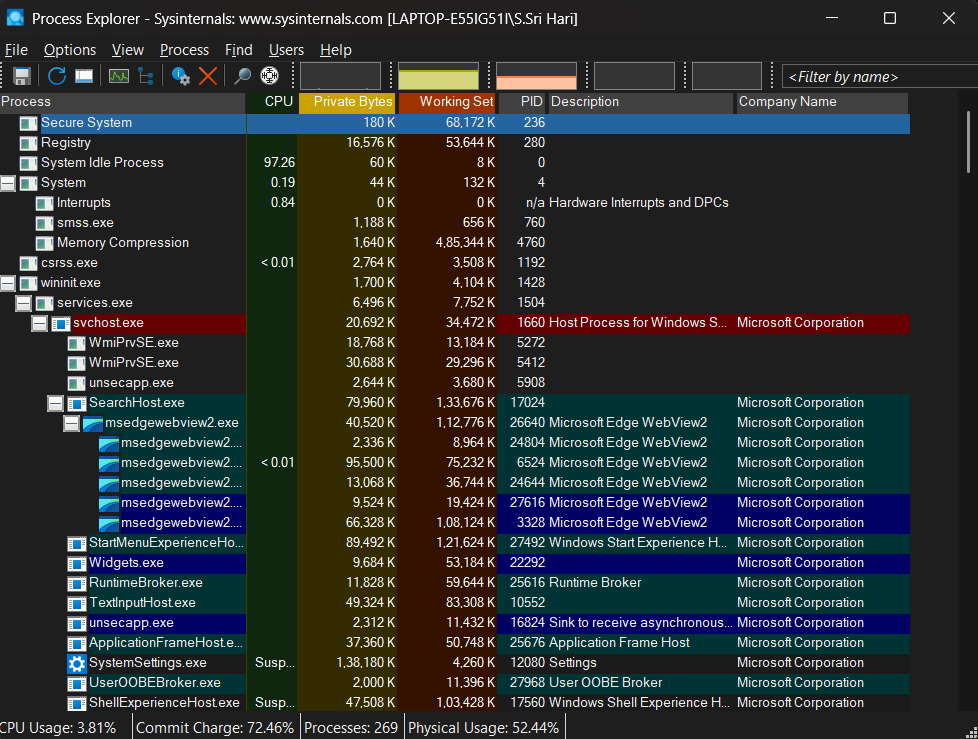 Process Explorer - Sysinternals: www.sysinternals.com [LAPTOP-E55IG51I\S.Sri Hari]
File Options View Process Find Users Help
<Filter by name>
Process CPU Private Bytes Working Set PID Description Company Name
Secure System 180 K 68,172 K 236
Registry 16,576 K 53,644 K 280
System Idle Process 97.26 60 K 8 K 0
System 0.19 44 K 132 K 4
Interrupts 0.84 0 K 0 K n/a Hardware Interrupts and DPCs
smss.exe 1,188 K 656 K 760
Memory Compression 1,640 K 4,85,344 K 4760
csrss.exe < 0.01 2,764 K 3,508 K 1192
wininit.exe 1,700 K 4,104 K 1428
services.exe 6,496 K 7,752 K 1504
svchost.exe 20,692 K 34,472 K 1660 Host Process for Windows S... Microsoft Corporation
WmiPrvSE.exe 18,768 K 13,184 K 5272
WmiPrvSE.exe 30,688 K 29,296 K 5412
unsecapp.exe 2,644 K 3,680 K 5908
SearchHost.exe 79,960 K 1,33,676 K 17024 Microsoft Corporation
msedgewebview2.exe 40,520 K 1,12,776 K 26640 Microsoft Edge WebView2 Microsoft Corporation
msedgewebview2.... 2,336 K 8,964 K 24804 Microsoft Edge WebView2 Microsoft Corporation
msedgewebview2.... < 0.01 95,500 K 75,232 K 6524 Microsoft Edge WebView2 Microsoft Corporation
msedgewebview2.... 13,068 K 36,744 K 24644 Microsoft Edge WebView2 Microsoft Corporation
msedgewebview2.... 9,524 K 19,424 K 27616 Microsoft Edge WebView2 Microsoft Corporation
msedgewebview2.... 66,328 K 1,08,124 K 3328 Microsoft Edge WebView2 Microsoft Corporation
StartMenuExperienceHo... 89,492 K 1,21,624 K 27492 Windows Start Experience H... Microsoft Corporation
Widgets.exe 9,684 K 53,184 K 22292 Microsoft Corporation
RuntimeBroker.exe 11,828 K 59,644 K 25616 Runtime Broker Microsoft Corporation
TextInputHost.exe 49,324 K 83,308 K 10552 Microsoft Corporation
unsecapp.exe 2,312 K 11,432 K 16824 Sink to receive asynchronous... Microsoft Corporation
ApplicationFrameHost.e... 37,360 K 50,748 K 25676 Application Frame Host Microsoft Corporation
SystemSettings.exe Susp... 1,38,180 K 4,260 K 12080 Settings Microsoft Corporation
UserOOBEBroker.exe 2,000 K 11,396 K 27968 User OOBE Broker Microsoft Corporation
ShellExperienceHost.exe Susp... 47,508 K 1,03,428 K 17560 Windows Shell Experience H... Microsoft Corporation
CPU Usage: 3.81% Commit Charge: 72.46% Processes: 269 Physical Usage: 52.44%